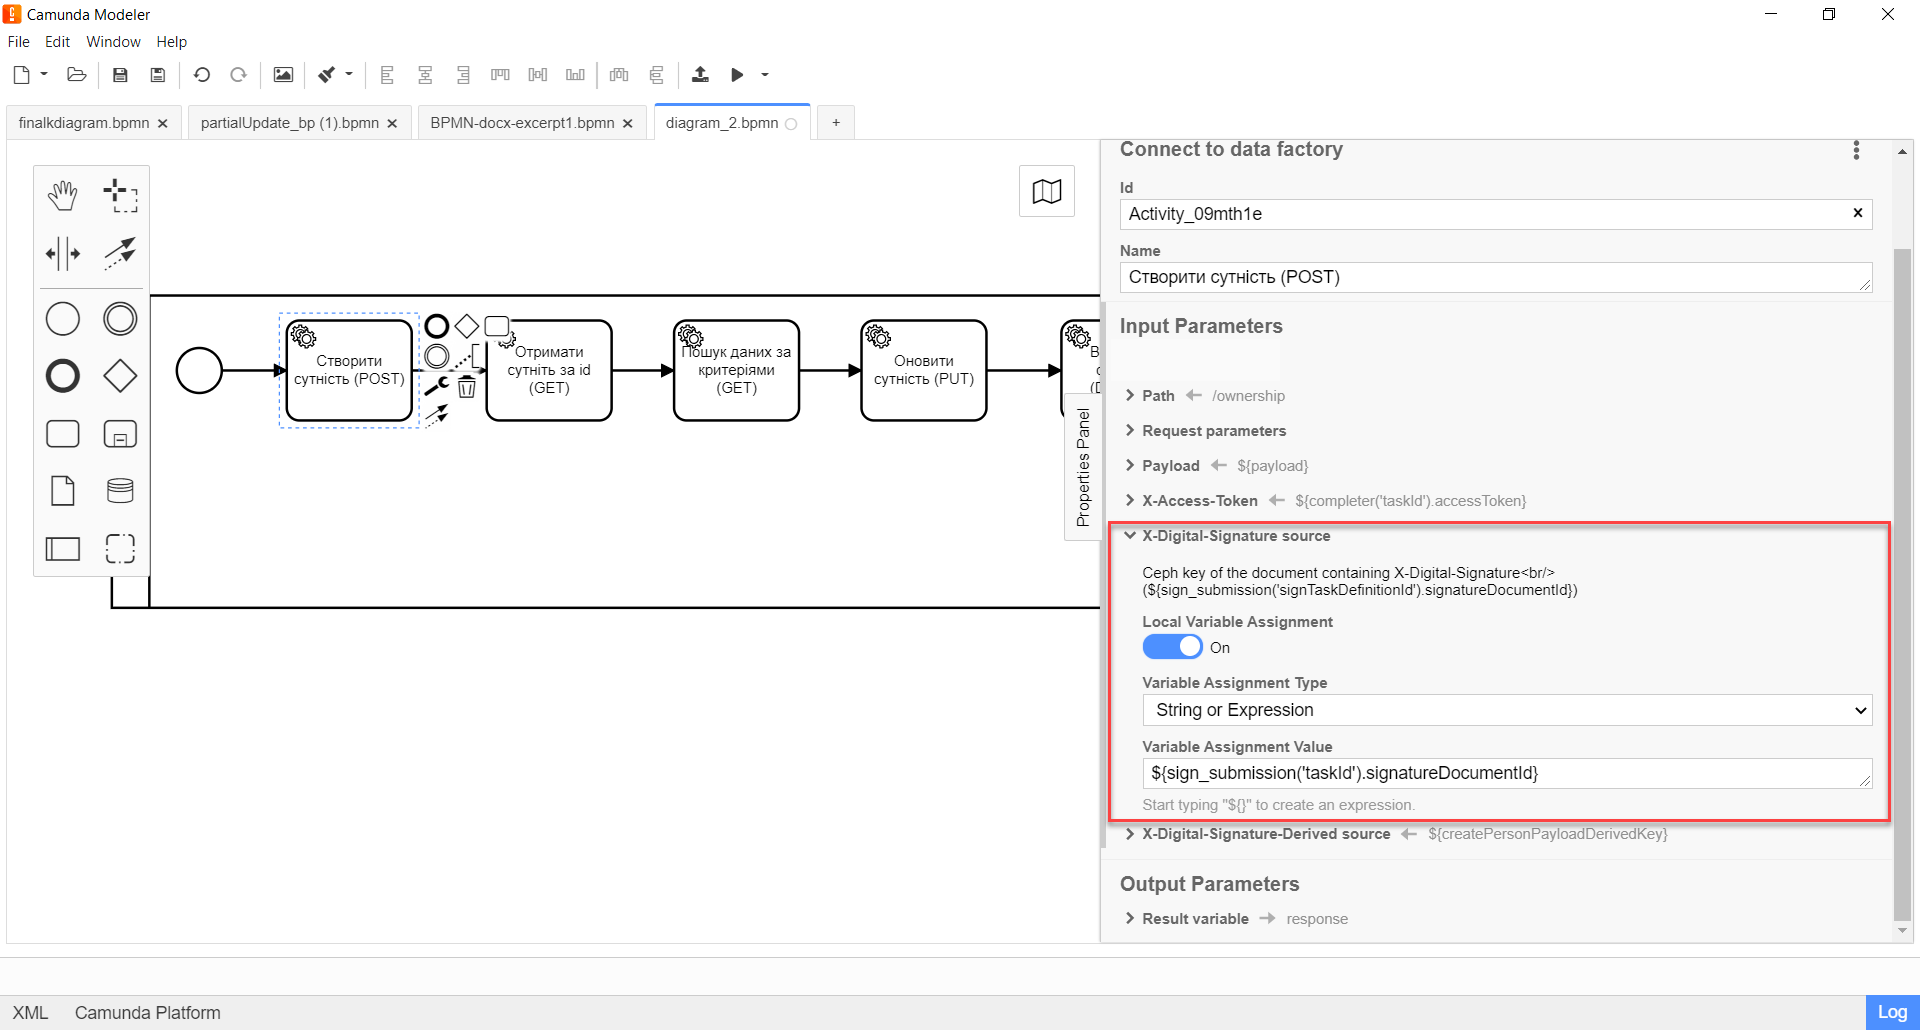 Camunda Modeler
File Edit Window Help
finalkdiagram.bpmn
partialUpdate_bp (1).bpmn
BPMN-docx-excerpt1.bpmn
diagram_2.bpmn
+
Створити
сутність (POST)
Отримати
сутніть за id
(GET)
Пошук даних за
критеріями
(GET)
Оновити
сутність (PUT)
Properties Panel
Connect to data factory
Id
Activity_09mth1e
Name
Створити сутність (POST)
Input Parameters
Path /ownership
Request parameters
Payload ${payload}
X-Access-Token ${completer('taskId').accessToken}
X-Digital-Signature source
Ceph key of the document containing X-Digital-Signature<br/>
(${sign_submission('signTaskDefinitionId').signatureDocumentId})
Local Variable Assignment
On
Variable Assignment Type
String or Expression
Variable Assignment Value
${sign_submission('taskId').signatureDocumentId}
Start typing "${}" to create an expression.
X-Digital-Signature-Derived source ${createPersonPayloadDerivedKey}
Output Parameters
Result variable response
XML Camunda Platform
Log